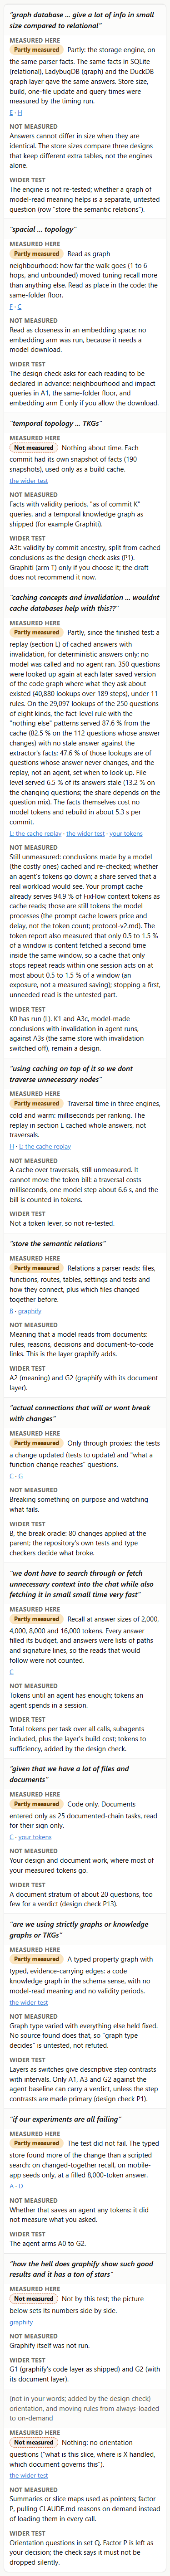 "graph database ... give a lot of info in small
size compared to relational"
MEASURED HERE
Partly measured Partly: the storage engine, on
the same parser facts. The same facts in SQLite
(relational), LadybugDB (graph) and the DuckDB
graph layer gave the same answers. Store size,
build, one-file update and query times were
measured by the timing run.
E · H
NOT MEASURED
Answers cannot differ in size when they are
identical. The store sizes compare three designs
that keep different extra tables, not the engines
alone.
WIDER TEST
The engine is not re-tested; whether a graph of
model-read meaning helps is a separate, untested
question (row "store the semantic relations").
"spacial ... topology"
MEASURED HERE
Partly measured Read as graph
neighbourhood: how far the walk goes (1 to 6
hops, and unbounded) moved tuning recall more
than anything else. Read as place in the code: the
same-folder floor.
F · C
NOT MEASURED
Read as closeness in an embedding space: no
embedding arm was run, because it needs a
model download.
WIDER TEST
The design check asks for each reading to be
declared in advance: neighbourhood and impact
queries in A1, the same-folder floor, and
embedding arm E only if you allow the download.
"temporal topology ... TKGs"
MEASURED HERE
Not measured Nothing about time. Each
commit had its own snapshot of facts (190
snapshots), used only as a build cache.
the wider test
NOT MEASURED
Facts with validity periods, "as of commit K"
queries, and a temporal knowledge graph as
shipped (for example Graphiti).
WIDER TEST
A3t: validity by commit ancestry, split from cached
conclusions as the design check asks (P1).
Graphiti (arm T) only if you choose it; the draft
does not recommend it now.
"caching concepts and invalidation ... wouldnt
cache databases help with this??"
MEASURED HERE
Partly measured Partly, since the finished test: a
replay (section L) of cached answers with
invalidation, for deterministic answers only; no
model was called and no agent ran. 350 questions
were looked up again at each later saved version
of the code graph where what they ask about
existed (40,880 lookups over 189 steps), under 11
rules. On the 29,097 lookups of the 250 questions
of eight kinds, the fact-level rule with the
"nothing else" patterns served 87.6 % from the
cache (82.5 % on the 112 questions whose answer
changes) with no stale answer against the
extractor's facts; 47.6 % of those lookups are of
questions whose answer never changes, and the
replay, not an agent, set when to look up. File
level served 6.5 % of its answers stale (13.2 % on
the changing questions; the share depends on the
question mix). The facts themselves cost no
model tokens and rebuild in about 5.3 s per
commit.
L: the cache replay · the wider test · your tokens
NOT MEASURED
Still unmeasured: conclusions made by a model
(the costly ones) cached and re-checked; whether
an agent's tokens go down; a share served that a
real workload would see. Your prompt cache
already serves 94.9 % of FixFlow context tokens as
cache reads; those are still tokens the model
processes (the prompt cache lowers price and
delay, not the token count; protocol-v2.md). The
token report also measured that only 0.5 to 1.5 %
of a window is content fetched a second time
inside the same window, so a cache that only
stops repeat reads within one session acts on at
most about 0.5 to 1.5 % of a window (an
exposure, not a measured saving); stopping a first,
unneeded read is the untested part.
WIDER TEST
K0 has run (L). K1 and A3c, model-made
conclusions with invalidation in agent runs,
against A3s (the same store with invalidation
switched off), remain a design.
"using caching on top of it so we dont
traverse unnecessary nodes"
MEASURED HERE
Partly measured Traversal time in three engines,
cold and warm: milliseconds per ranking. The
replay in section L cached whole answers, not
traversals.
H · L: the cache replay
NOT MEASURED
A cache over traversals, still unmeasured. It
cannot move the token bill: a traversal costs
milliseconds, one model step about 6.6 s, and the
bill is counted in tokens.
WIDER TEST
Not a token lever, so not re-tested.
"store the semantic relations"
MEASURED HERE
Partly measured Relations a parser reads: files,
functions, routes, tables, settings and tests and
how they connect, plus which files changed
together before.
B · graphify
NOT MEASURED
Meaning that a model reads from documents:
rules, reasons, decisions and document-to-code
links. This is the layer graphify adds.
WIDER TEST
A2 (meaning) and G2 (graphify with its document
layer).
"actual connections that will or wont break
with changes"
MEASURED HERE
Partly measured Only through proxies: the tests
a change updated (tests to update) and "what a
function change reaches" questions.
C · G
NOT MEASURED
Breaking something on purpose and watching
what fails.
WIDER TEST
B, the break oracle: 80 changes applied at the
parent; the repository's own tests and type
checkers decide what broke.
"we dont have to search through or fetch
unnecessary context into the chat while also
fetching it in small small time very fast"
MEASURED HERE
Partly measured Recall at answer sizes of 2,000,
4,000, 8,000 and 16,000 tokens. Every answer
filled its budget, and answers were lists of paths
and signature lines, so the reads that would
follow were not counted.
C
NOT MEASURED
Tokens until an agent has enough; tokens an
agent spends in a session.
WIDER TEST
Total tokens per task over all calls, subagents
included, plus the layer's build cost; tokens to
sufficiency, added by the design check.
"given that we have a lot of files and
documents"
MEASURED HERE
Partly measured Code only. Documents
entered only as 25 documented-chain tasks, read
for their sign only.
C · your tokens
NOT MEASURED
Your design and document work, where most of
your measured tokens go.
WIDER TEST
A document stratum of about 20 questions, too
few for a verdict (design check P13).
"are we using strictly graphs or knowledge
graphs or TKGs"
MEASURED HERE
Partly measured A typed property graph with
typed, evidence-carrying edges: a code
knowledge graph in the schema sense, with no
model-read meaning and no validity periods.
the wider test
NOT MEASURED
Graph type varied with everything else held fixed.
No source found does that, so "graph type
decides" is untested, not refuted.
WIDER TEST
Layers as switches give descriptive step contrasts
with intervals. Only A1, A3 and G2 against the
agent baseline can carry a verdict, unless the step
contrasts are made primary (design check P1).
"if our experiments are all failing"
MEASURED HERE
Partly measured The test did not fail. The typed
store found more of the change than a scripted
search: on changed-together recall, on mobile-
app seeds only, at a filled 8,000-token answer.
A · D
NOT MEASURED
Whether that saves an agent any tokens: it did
not measure what you asked.
WIDER TEST
The agent arms A0 to G2.
"how the hell does graphify show such good
results and it has a ton of stars"
MEASURED HERE
Not measured Not by this test; the picture
below sets its numbers side by side.
graphify
NOT MEASURED
Graphify itself was not run.
WIDER TEST
G1 (graphify's code layer as shipped) and G2 (with
its document layer).
(not in your words; added by the design check)
orientation, and moving rules from always-loaded
to on-demand
MEASURED HERE
Not measured Nothing: no orientation
questions ("what is this slice, where is X handled,
which document governs this").
the wider test
NOT MEASURED
Summaries or slice maps used as pointers; factor
P, pulling CLAUDE.md reasons on demand instead
of loading them in every call.
WIDER TEST
Orientation questions in set Q. Factor P is left as
your decision; the check says it must not be
dropped silently.